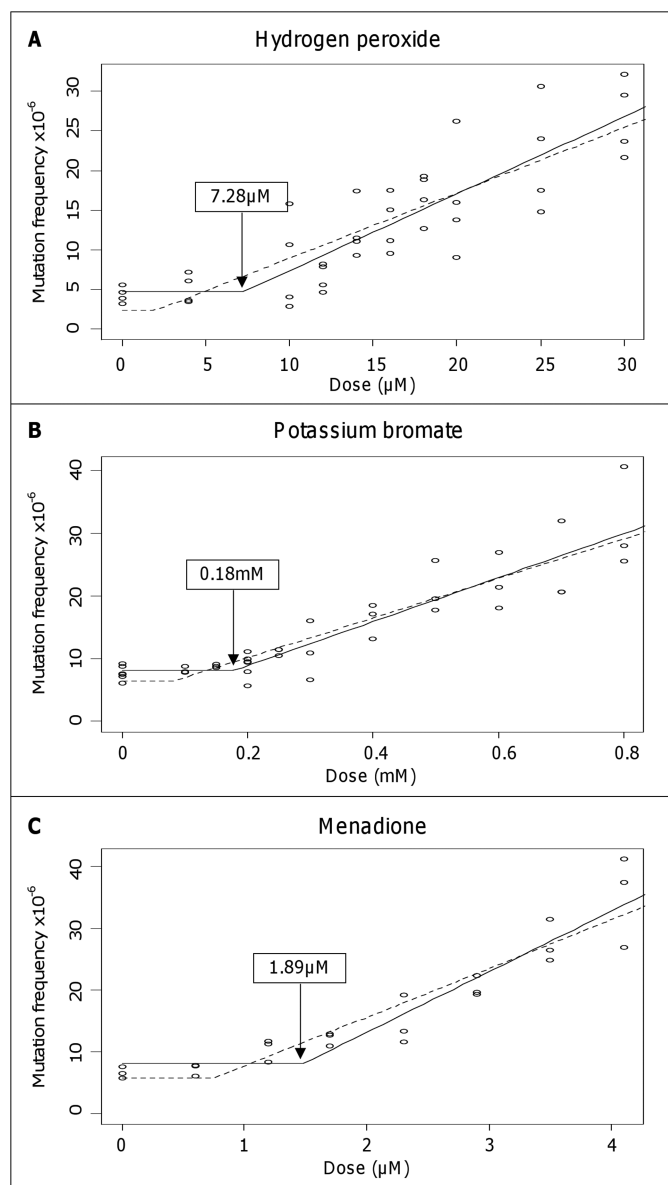 A
Hydrogen peroxide
Mutation frequency x10-6
30
25
20
15
10
5
0
7.28µM
0 5 10 15 20 25 30
Dose (µM)
B
Potassium bromate
Mutation frequency x10-6
40
30
20
10
0
0.18mM
0 0.2 0.4 0.6 0.8
Dose (mM)
C
Menadione
Mutation frequency x10-6
40
30
20
10
0
1.89µM
0 1 2 3 4
Dose (µM)